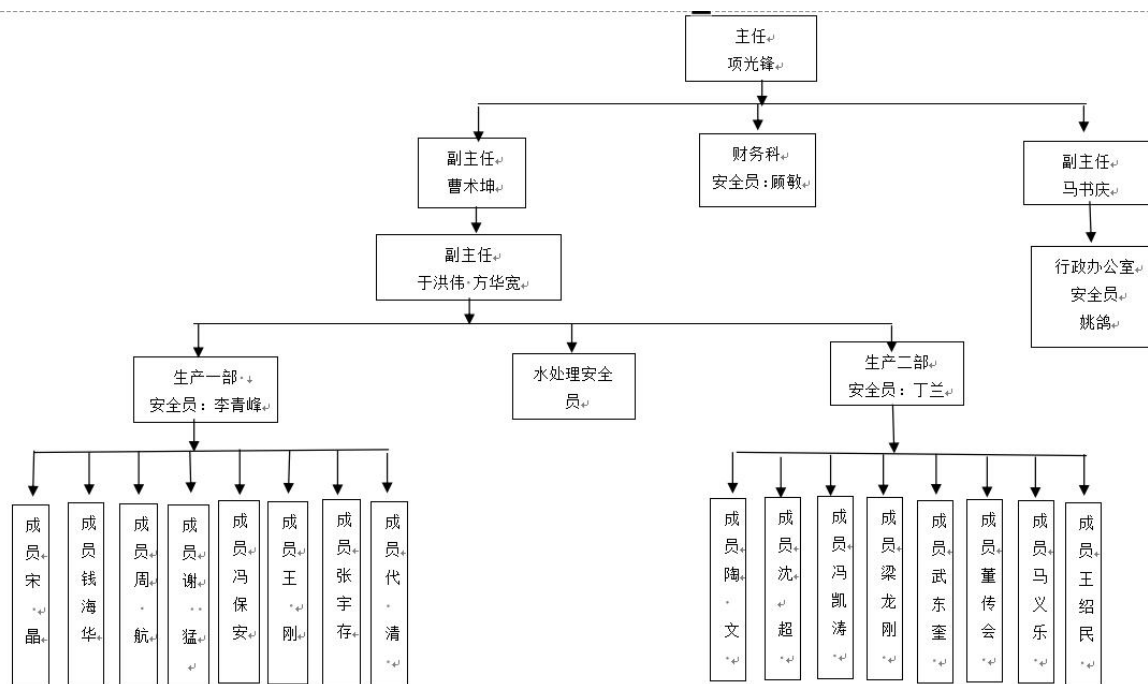 主任
项光锋
副主任
曹术坤
财务科
安全员：顾敏
副主任
马书庆
副主任
于洪伟 方华宽
行政办公室
安全员
姚鸽
生产一部
安全员：李青峰
水处理安全
员
生产二部
安全员：丁兰
成员宋晶
成员钱海华
成员周航
成员谢猛
成员冯保安
成员王刚
成员张宇存
成员代清
成员陶文
成员沈超
成员冯凯涛
成员梁龙刚
成员武东奎
成员董传会
成员马义乐
成员王绍民